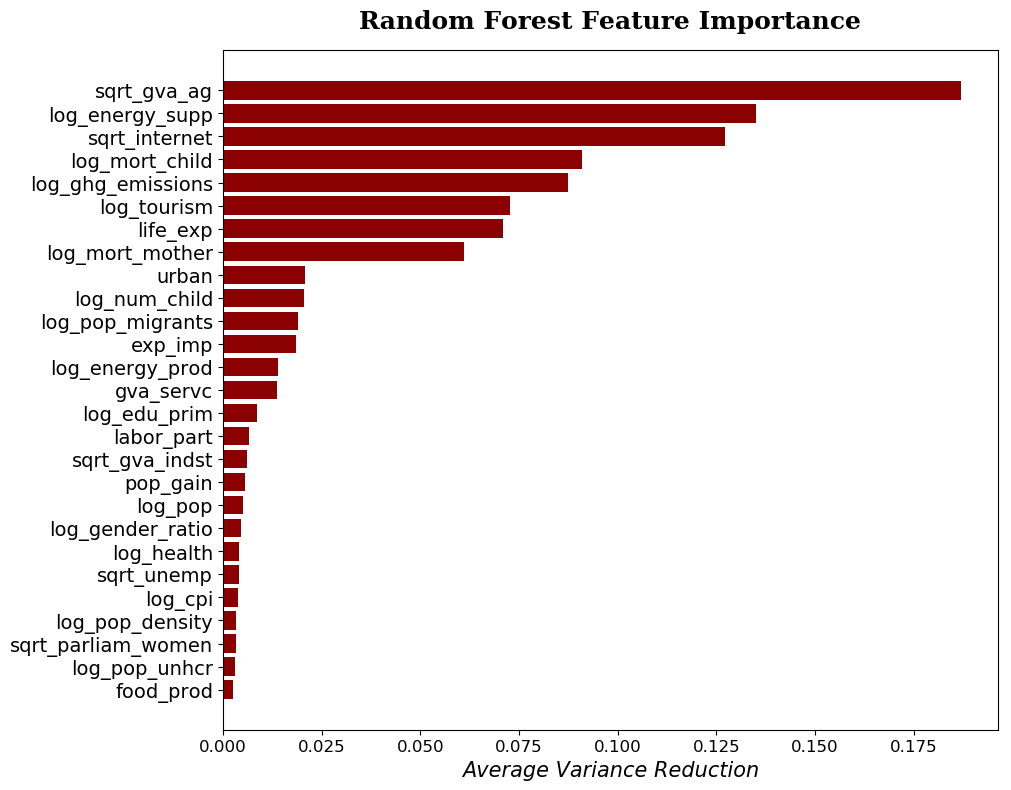 Random Forest Feature Importance
sqrt_gva_ag
log_energy_supp
sqrt_internet
log_mort_child
log_ghg_emissions
log_tourism
life_exp
log_mort_mother
urban
log_num_child
log_pop_migrants
exp_imp
log_energy_prod
gva_servc
log_edu_prim
labor_part
sqrt_gva_indst
pop_gain
log_pop
log_gender_ratio
log_health
sqrt_unemp
log_cpi
log_pop_density
sqrt_parliam_women
log_pop_unhcr
food_prod
0.000 0.025 0.050 0.075 0.100 0.125 0.150 0.175
Average Variance Reduction